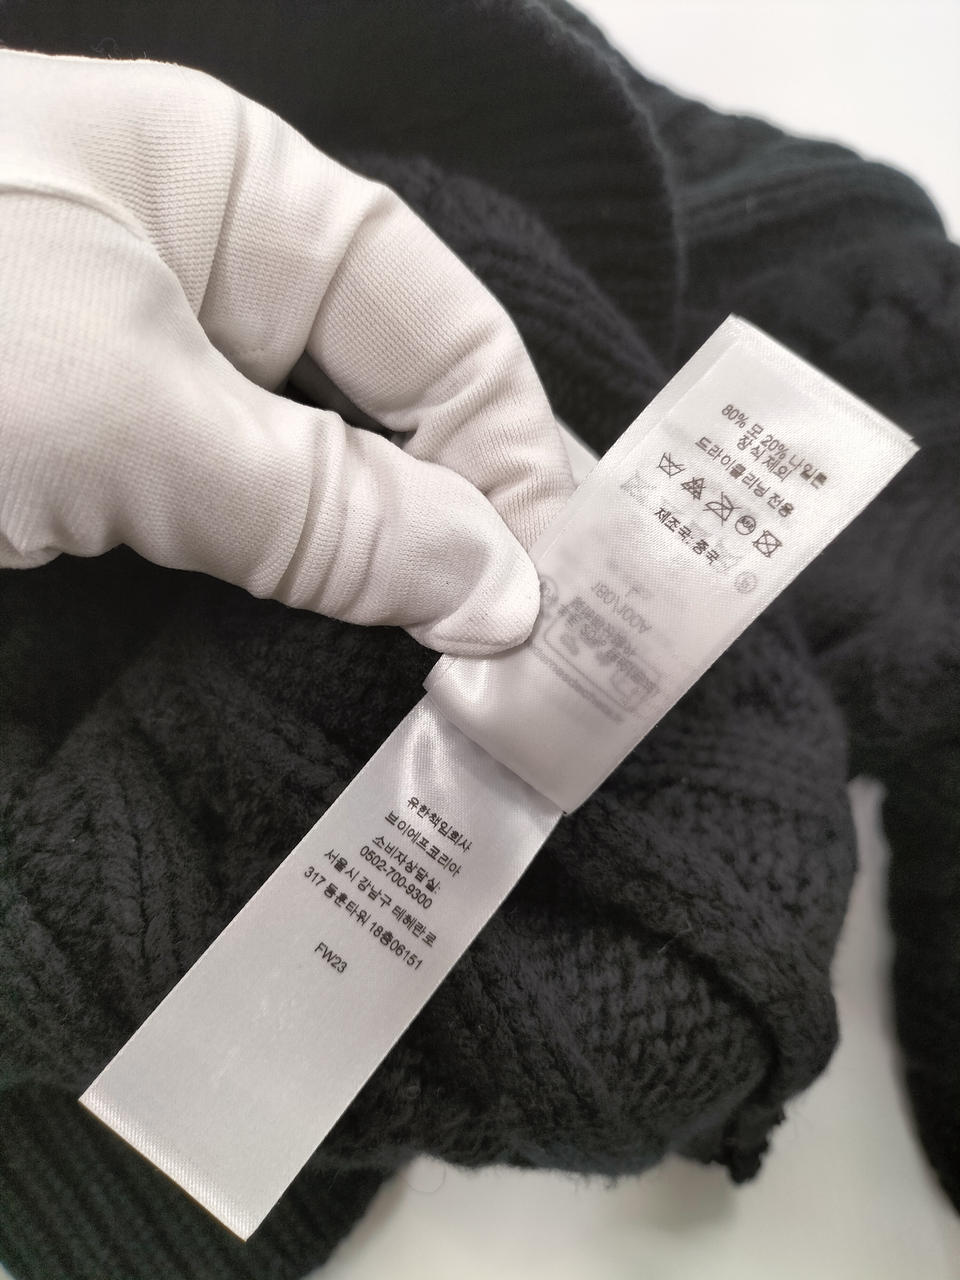 80% 모 20% 나일론
장식 제외
드라이클리닝 전용
제조국: 중국
유한책임회사
브이에프코리아
소비자상담실:
0502-700-9300
서울시 강남구 테헤란로
317 동훈타워 18층06151
FW23